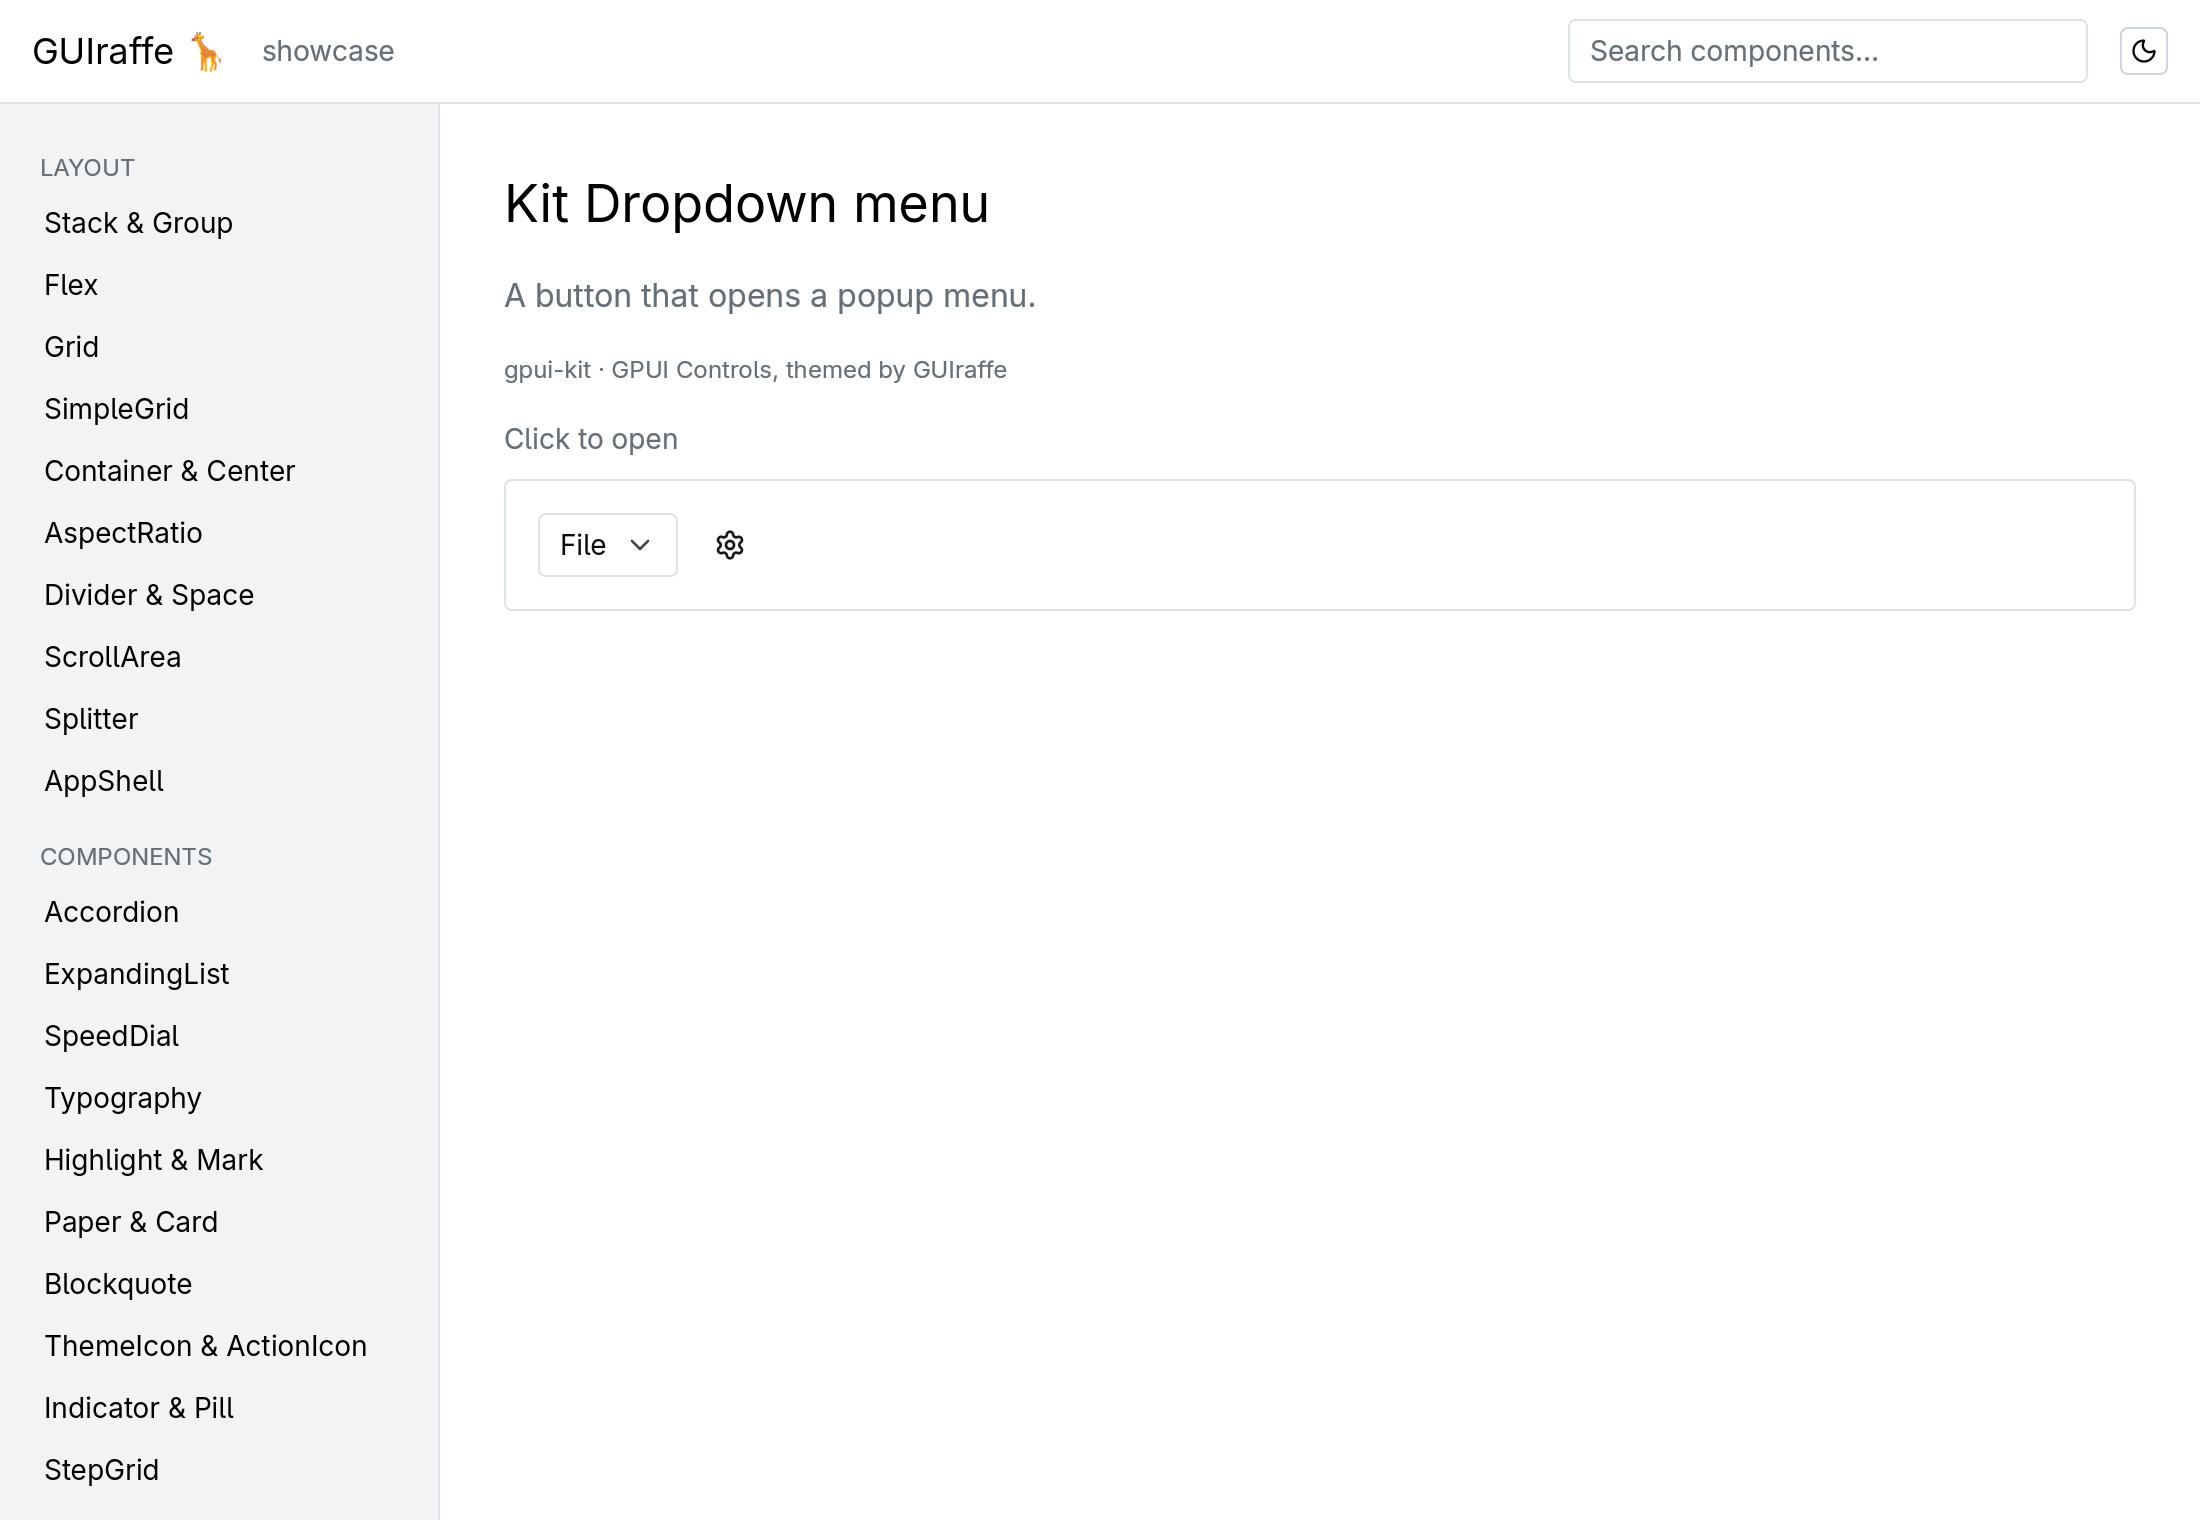 GUIraffe 🦒 showcase
Search components...
LAYOUT
Stack & Group
Flex
Grid
SimpleGrid
Container & Center
AspectRatio
Divider & Space
ScrollArea
Splitter
AppShell
COMPONENTS
Accordion
ExpandingList
SpeedDial
Typography
Highlight & Mark
Paper & Card
Blockquote
ThemeIcon & ActionIcon
Indicator & Pill
StepGrid
Kit Dropdown menu
A button that opens a popup menu.
gpui-kit · GPUI Controls, themed by GUIraffe
Click to open
File